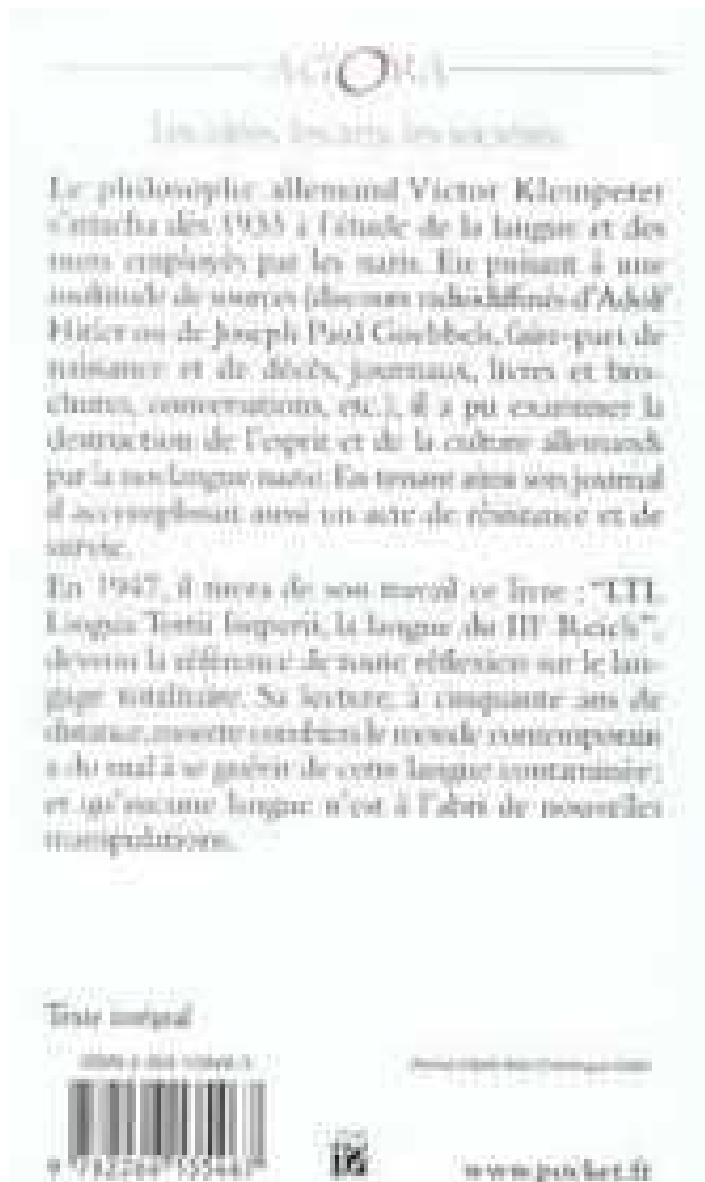 AGORA
Les idées, les arts, les sociétés
Le philosophe allemand Victor Klemperer
s'attacha dès 1933 à l'étude de la langue et des
mots employés par les nazis. En puisant à une
multitude de sources (discours radiodiffusés d'Adolf
Hitler ou de Joseph Paul Goebbels, faire-part de
naissance et de décès, journaux, livres et bro-
chures, conversations, etc.), il a pu examiner la
destruction de l'esprit et de la culture allemands
par la novlangue nazie. En tenant ainsi son journal
il accomplissait aussi un acte de résistance et de
survie.
En 1947, il tirera de son travail ce livre : "LTI,
Lingua Tertii Imperii, la langue du IIIe Reich",
devenu la référence de toute réflexion sur le lan-
gage totalitaire. Sa lecture, à cinquante ans de
distance, montre combien le monde contemporain
a du mal à se guérir de cette langue contaminée ;
et qu'aucune langue n'est à l'abri de nouvelles
manipulations.
Texte intégral
www.pocket.fr